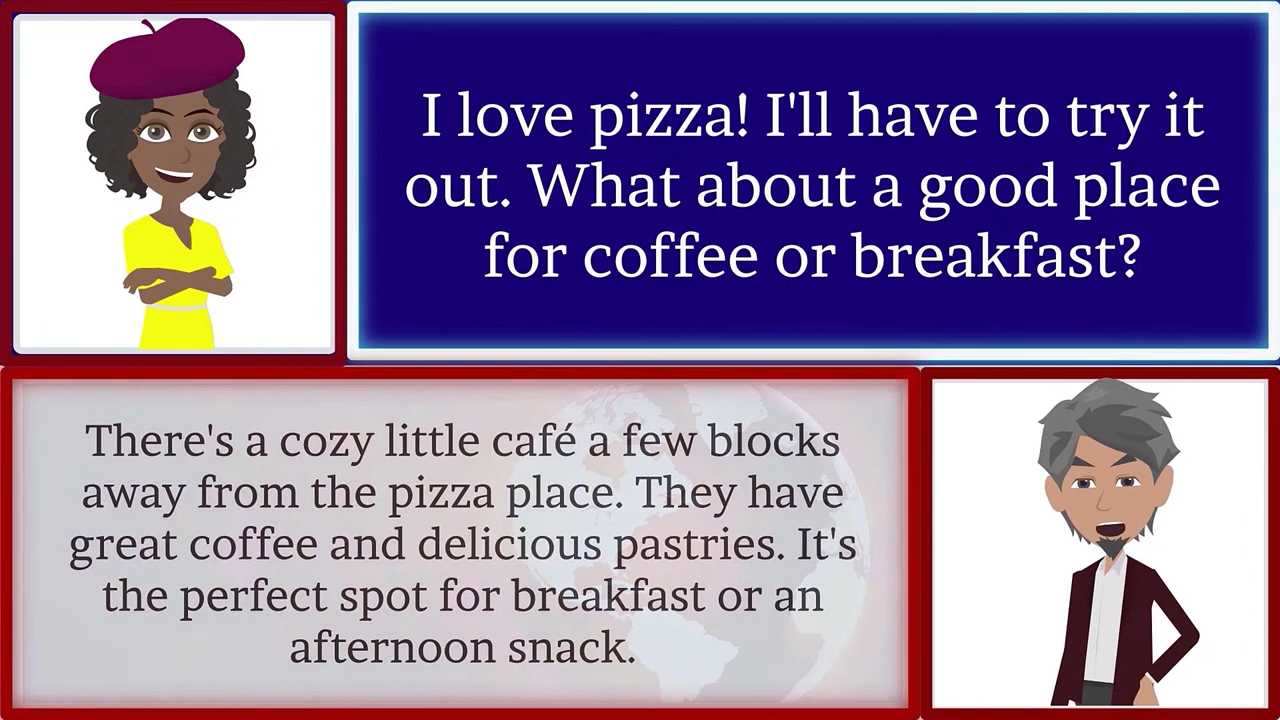 I love pizza! I'll have to try it
out. What about a good place
for coffee or breakfast?
There's a cozy little café a few blocks
away from the pizza place. They have
great coffee and delicious pastries. It's
the perfect spot for breakfast or an
afternoon snack.